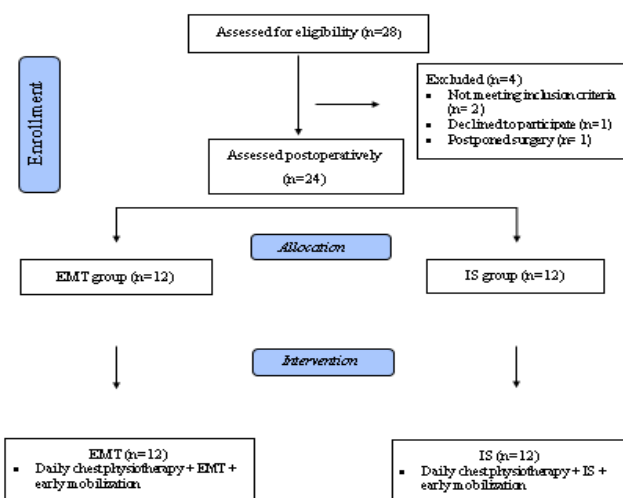 Assessed for eligibility (n=28)
Enrollment
Excluded (n=4)
▪ Not meeting inclusion criteria
(n= 2)
▪ Declined to participate (n=1)
▪ Postponed surgery (n= 1)
Assessed postoperatively
(n=24)
Allocation
EMT group (n=12)
IS group (n=12)
Intervention
EMT (n=12)
▪ Daily chest physiotherapy + EMT +
early mobilization
IS (n=12)
▪ Daily chest physiotherapy + IS +
early mobilization